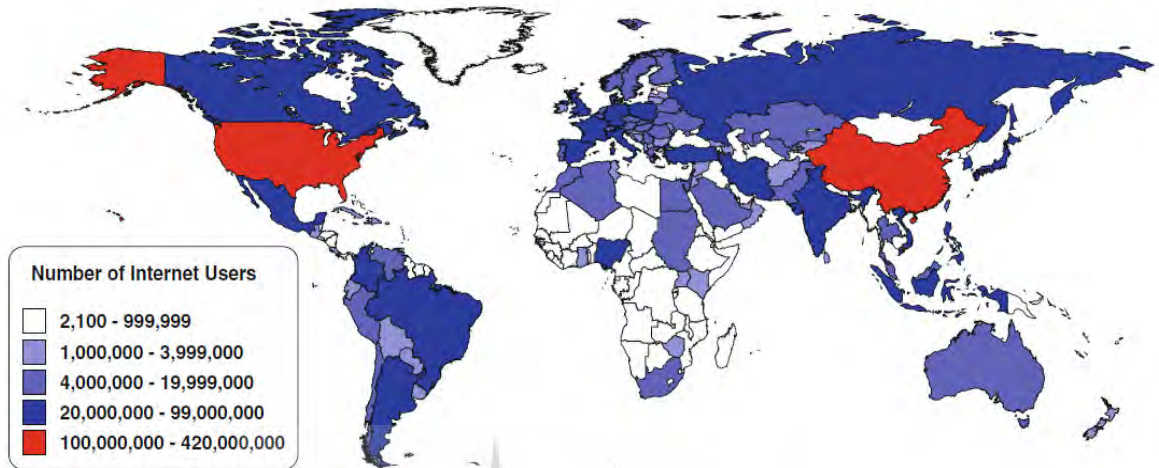 Number of Internet Users
2,100 - 999,999
1,000,000 - 3,999,000
4,000,000 - 19,999,000
20,000,000 - 99,000,000
100,000,000 - 420,000,000